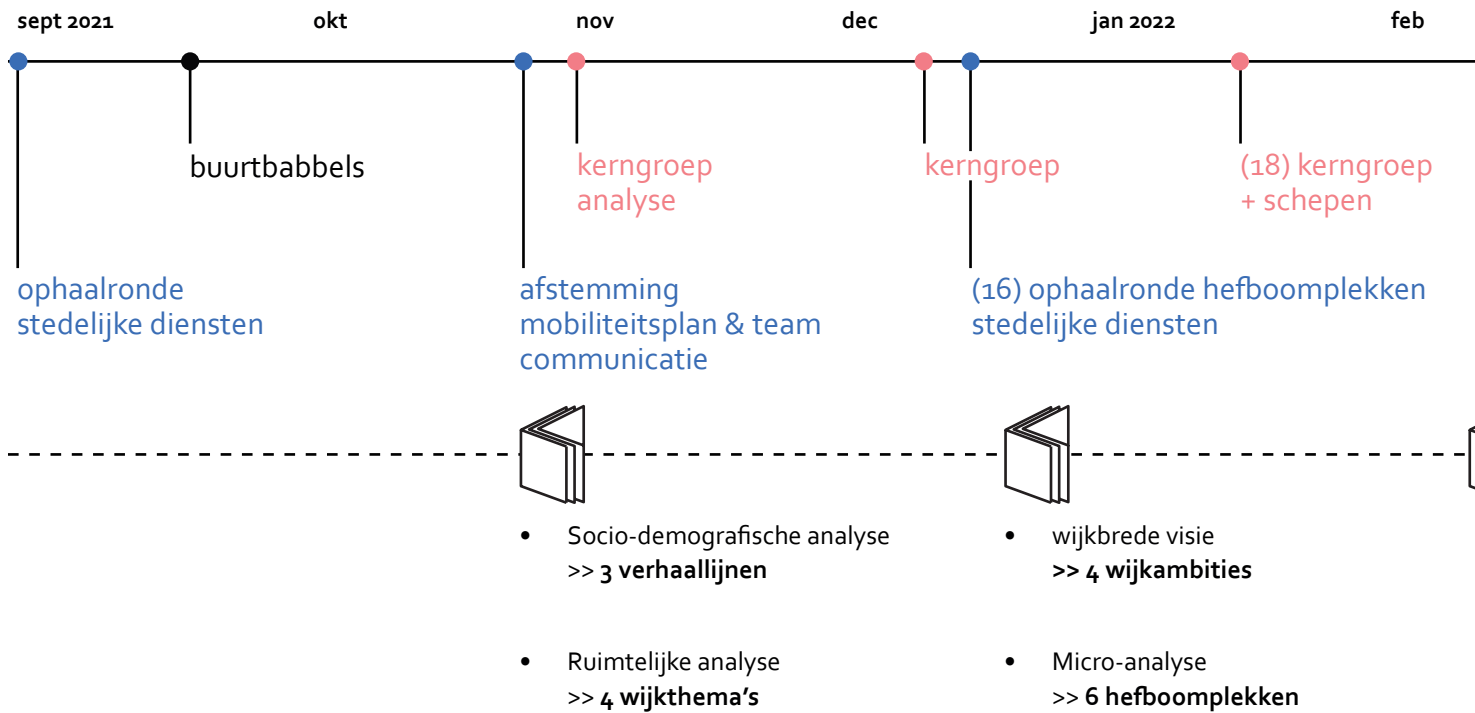 sept 2021
okt
nov
dec
jan 2022
feb
buurtbabbels
kerngroep
analyse
kerngroep
(18) kerngroep
+ schepen
ophaalronde
stedelijke diensten
afstemming
mobiliteitsplan & team
communicatie
(16) ophaalronde hefboomplekken
stedelijke diensten
• Socio-demografische analyse
>> 3 verhaallijnen
• Ruimtelijke analyse
>> 4 wijkthema's
• wijkbrede visie
>> 4 wijkambities
• Micro-analyse
>> 6 hefboomplekken